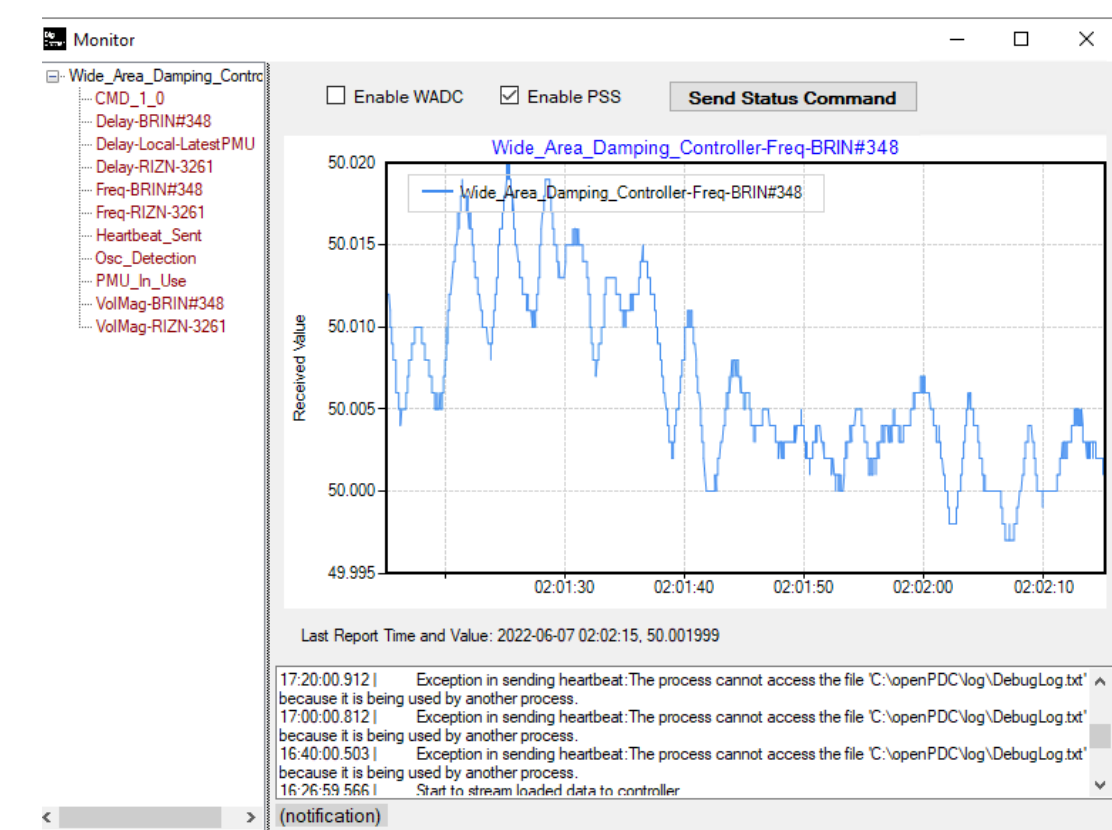 Monitor
Wide_Area_Damping_Contro
CMD_1_0
Delay-BRIN#348
Delay-Local-LatestPMU
Delay-RIZN-3261
Freq-BRIN#348
Freq-RIZN-3261
Heartbeat_Sent
Osc_Detection
PMU_In_Use
VolMag-BRIN#348
VolMag-RIZN-3261
Enable WADC Enable PSS Send Status Command
Wide_Area_Damping_Controller-Freq-BRIN#348
Wide_Area_Damping_Controller-Freq-BRIN#348
Received Value
50.020
50.015
50.010
50.005
50.000
49.995
02:01:30 02:01:40 02:01:50 02:02:00 02:02:10
Last Report Time and Value: 2022-06-07 02:02:15, 50.001999
17:20:00.912 | Exception in sending heartbeat:The process cannot access the file 'C:\openPDC\log\DebugLog.txt'
because it is being used by another process.
17:00:00.812 | Exception in sending heartbeat:The process cannot access the file 'C:\openPDC\log\DebugLog.txt'
because it is being used by another process.
16:40:00.503 | Exception in sending heartbeat:The process cannot access the file 'C:\openPDC\log\DebugLog.txt'
because it is being used by another process.
16:26:59.566 | Start to stream loaded data to controller
(notification)